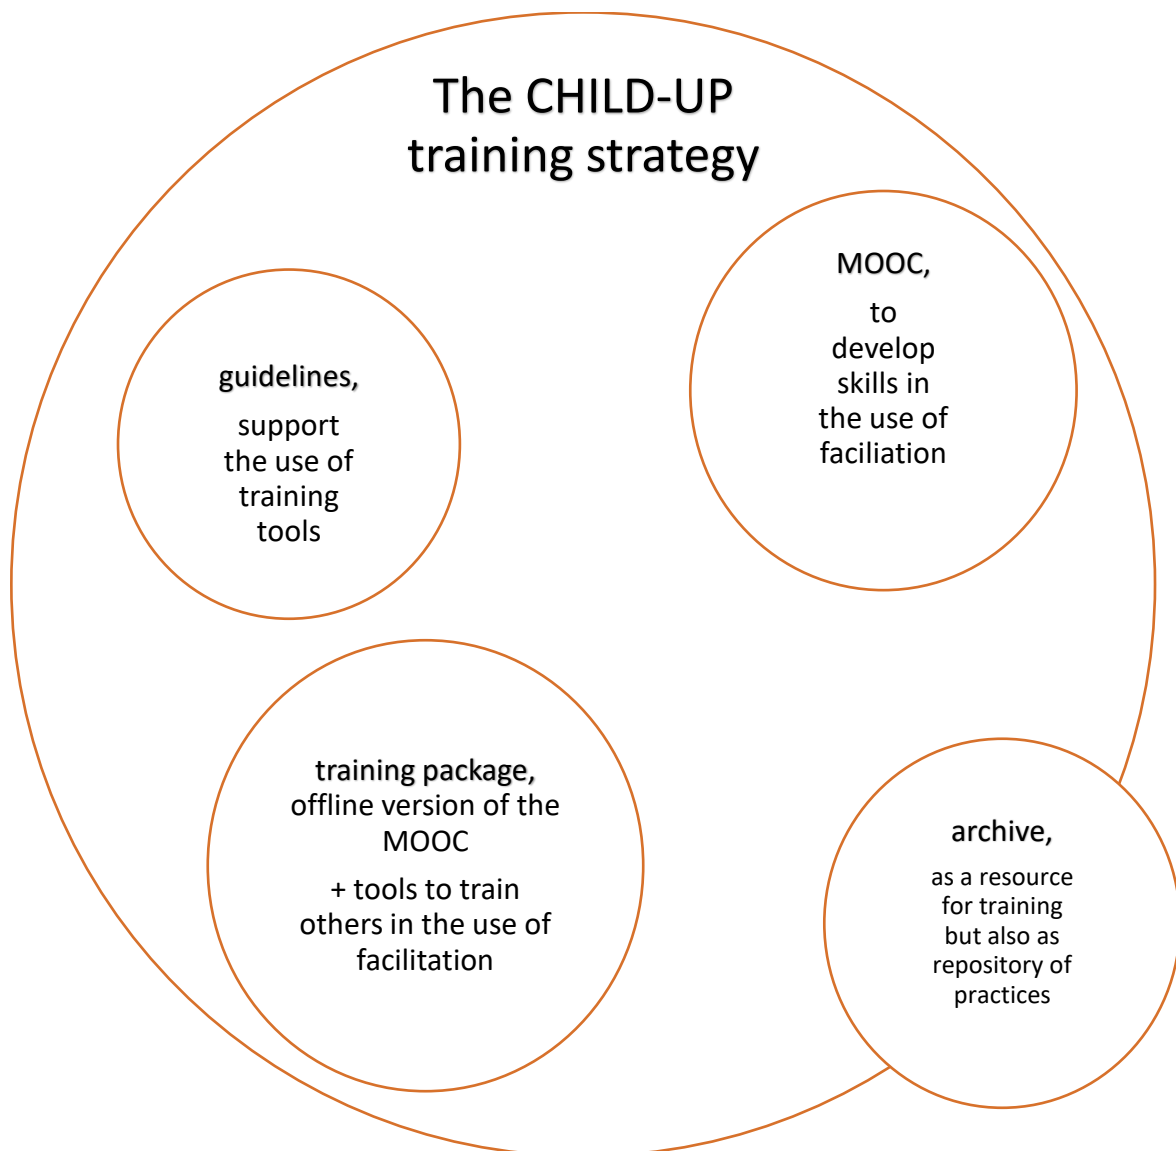 The CHILD-UP
training strategy
MOOC,
to
develop
skills in
the use of
faciliation
guidelines,
support
the use of
training
tools
training package,
offline version of the
MOOC
+ tools to train
others in the use of
facilitation
archive,
as a resource
for training
but also as
repository of
practices